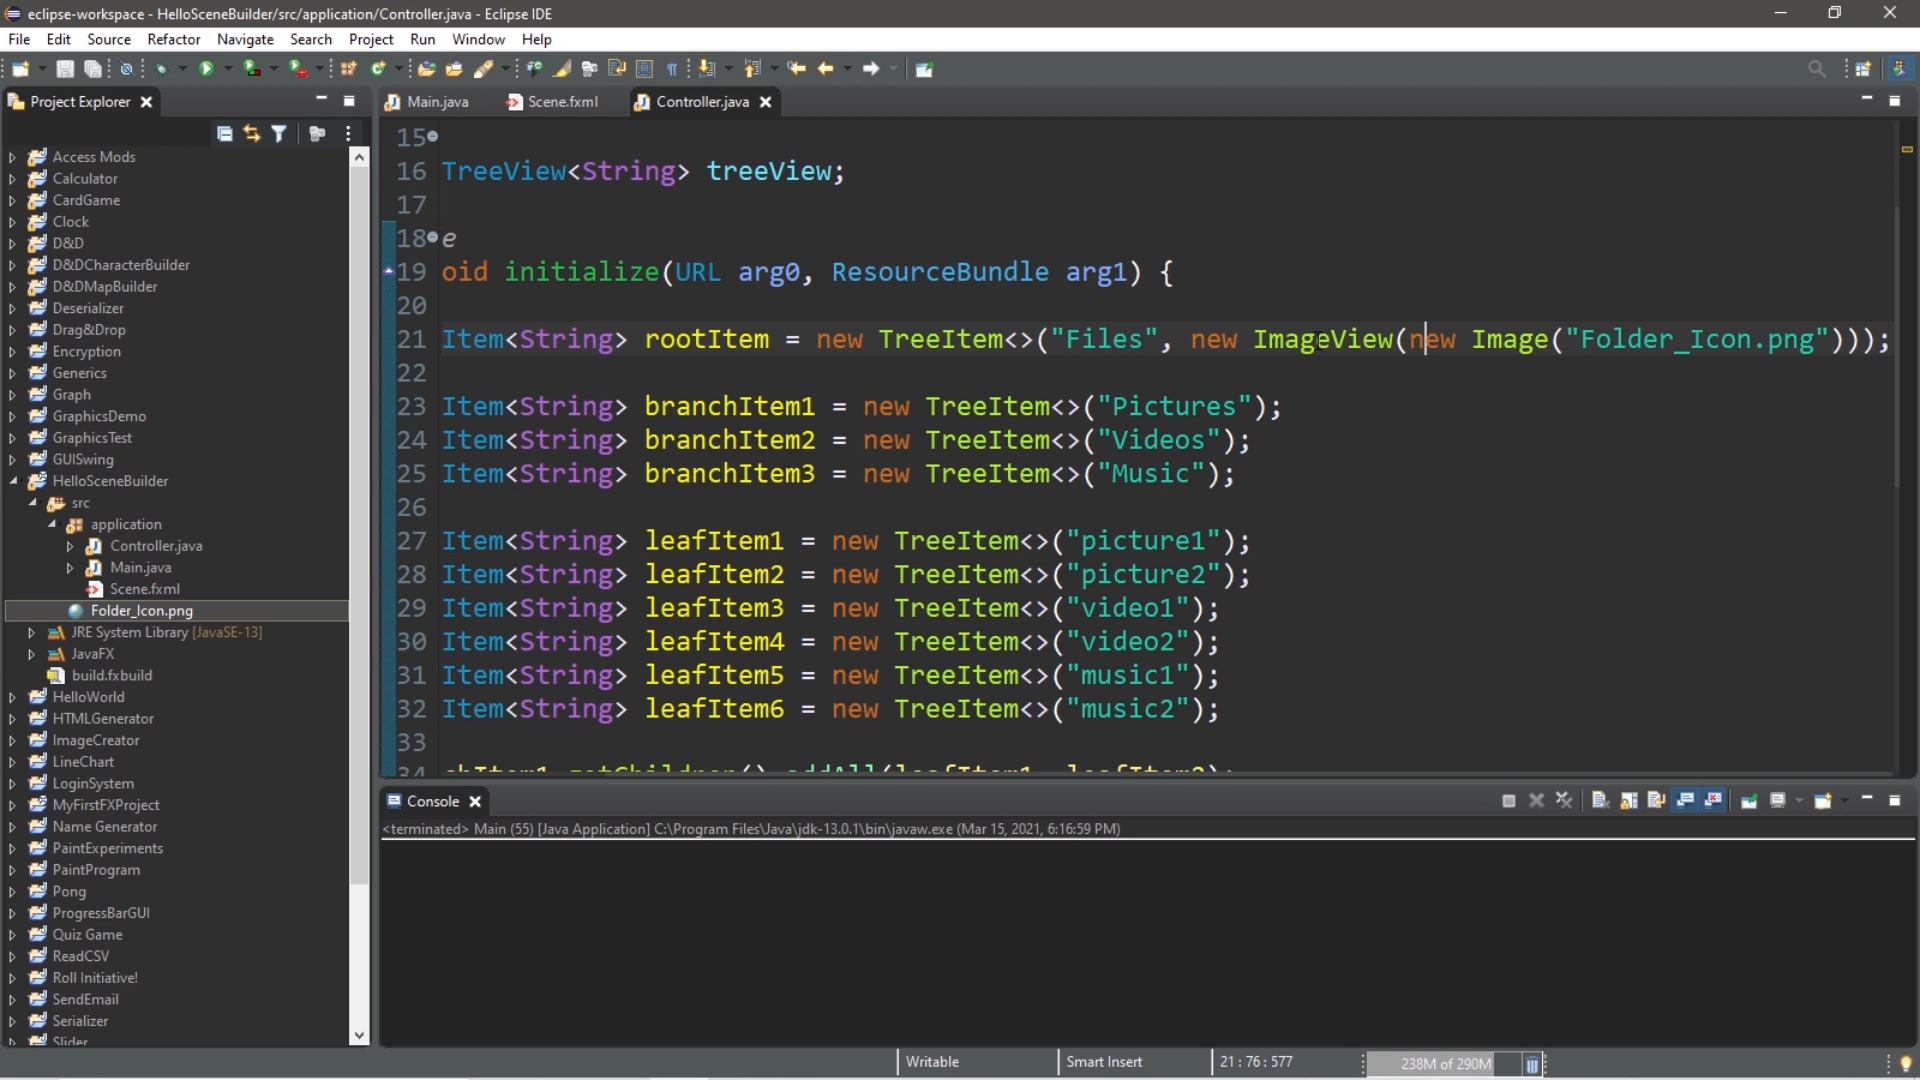 eclipse-workspace - HelloSceneBuilder/src/application/Controller.java - Eclipse IDE
File Edit Source Refactor Navigate Search Project Run Window Help
Project Explorer
Main.java Scene.fxml Controller.java
Access Mods
Calculator
CardGame
Clock
D&D
D&DCharacterBuilder
D&DMapBuilder
Deserializer
Drag&Drop
Encryption
Generics
Graph
GraphicsDemo
GraphicsTest
GUISwing
HelloSceneBuilder
src
application
Controller.java
Main.java
Scene.fxml
Folder_Icon.png
JRE System Library [JavaSE-13]
JavaFX
build.fxbuild
HelloWorld
HTMLGenerator
ImageCreator
LineChart
LoginSystem
MyFirstFXProject
Name Generator
PaintExperiments
PaintProgram
Pong
ProgressBarGUI
Quiz Game
ReadCSV
Roll Initiative!
SendEmail
Serializer
Slider
15
16 TreeView<String> treeView;
17
18 e
19 oid initialize(URL arg0, ResourceBundle arg1) {
20
21 Item<String> rootItem = new TreeItem<>("Files", new ImageView(new Image("Folder_Icon.png")));
22
23 Item<String> branchItem1 = new TreeItem<>("Pictures");
24 Item<String> branchItem2 = new TreeItem<>("Videos");
25 Item<String> branchItem3 = new TreeItem<>("Music");
26
27 Item<String> leafItem1 = new TreeItem<>("picture1");
28 Item<String> leafItem2 = new TreeItem<>("picture2");
29 Item<String> leafItem3 = new TreeItem<>("video1");
30 Item<String> leafItem4 = new TreeItem<>("video2");
31 Item<String> leafItem5 = new TreeItem<>("music1");
32 Item<String> leafItem6 = new TreeItem<>("music2");
33
34 chItem1.getChildren().addAll(leafItem1, leafItem2);
Console
<terminated> Main (55) [Java Application] C:\Program Files\Java\jdk-13.0.1\bin\javaw.exe (Mar 15, 2021, 6:16:59 PM)
Writable Smart Insert 21 : 76 : 577 238M of 290M